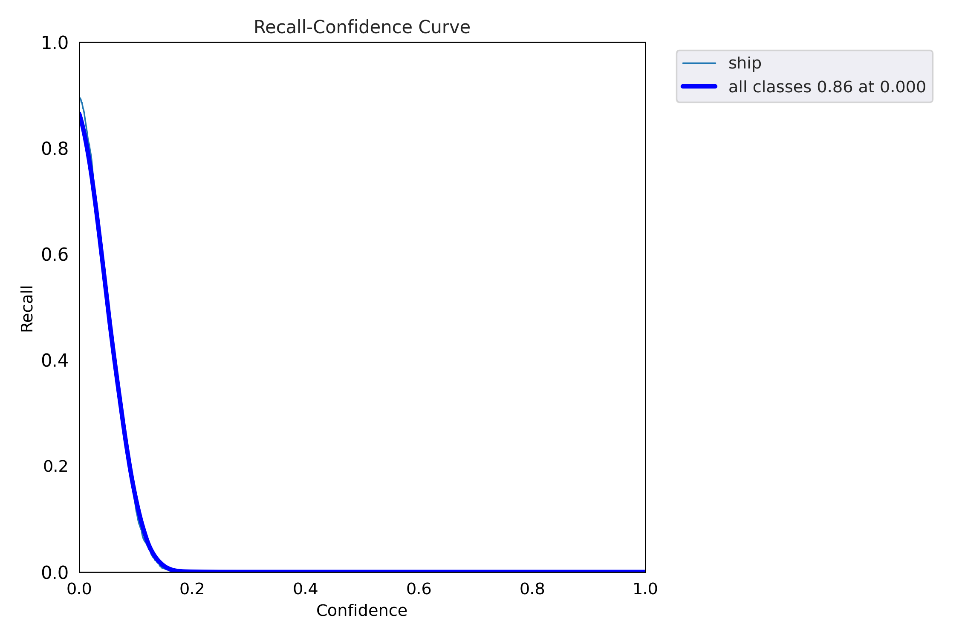 Recall-Confidence Curve
1.0
0.8
0.6
0.4
0.2
0.0
Recall
0.0 0.2 0.4 0.6 0.8 1.0
Confidence
ship
all classes 0.86 at 0.000